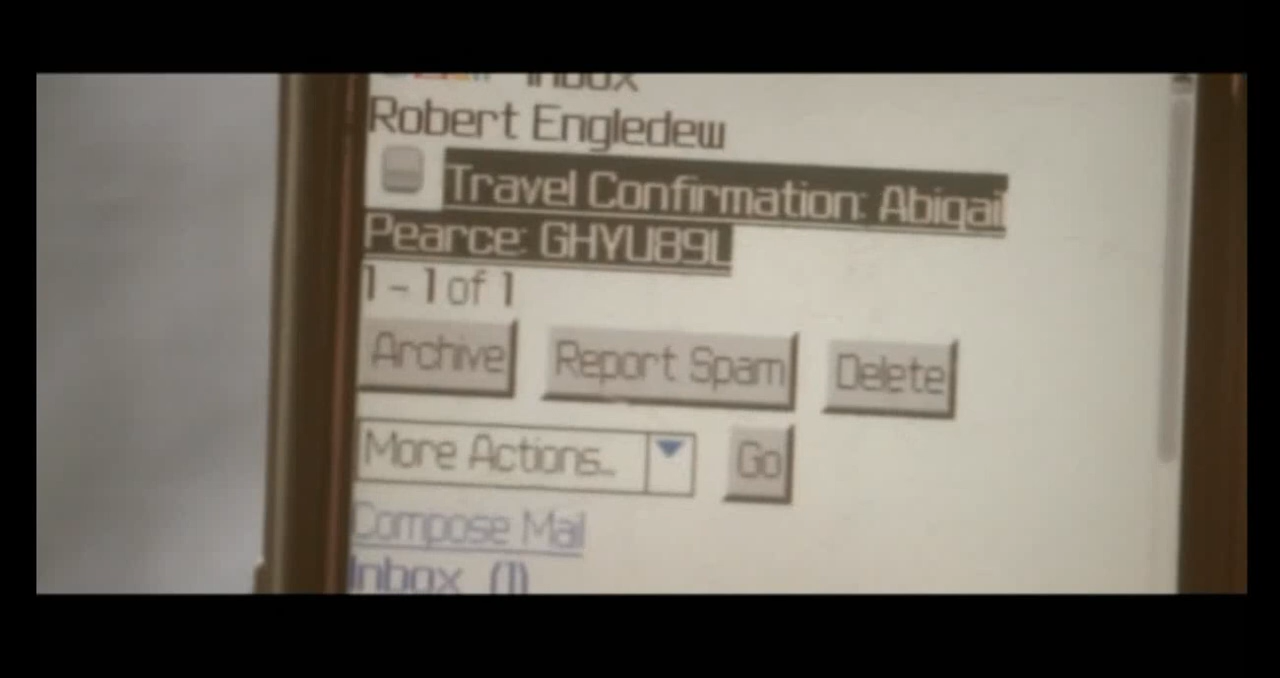 Inbox
Robert Engledew
Travel Confirmation: Abigail
Pearce: GHYU89L
1 - 1 of 1
Archive Report Spam Delete
More Actions... Go
Compose Mail
Inbox (1)